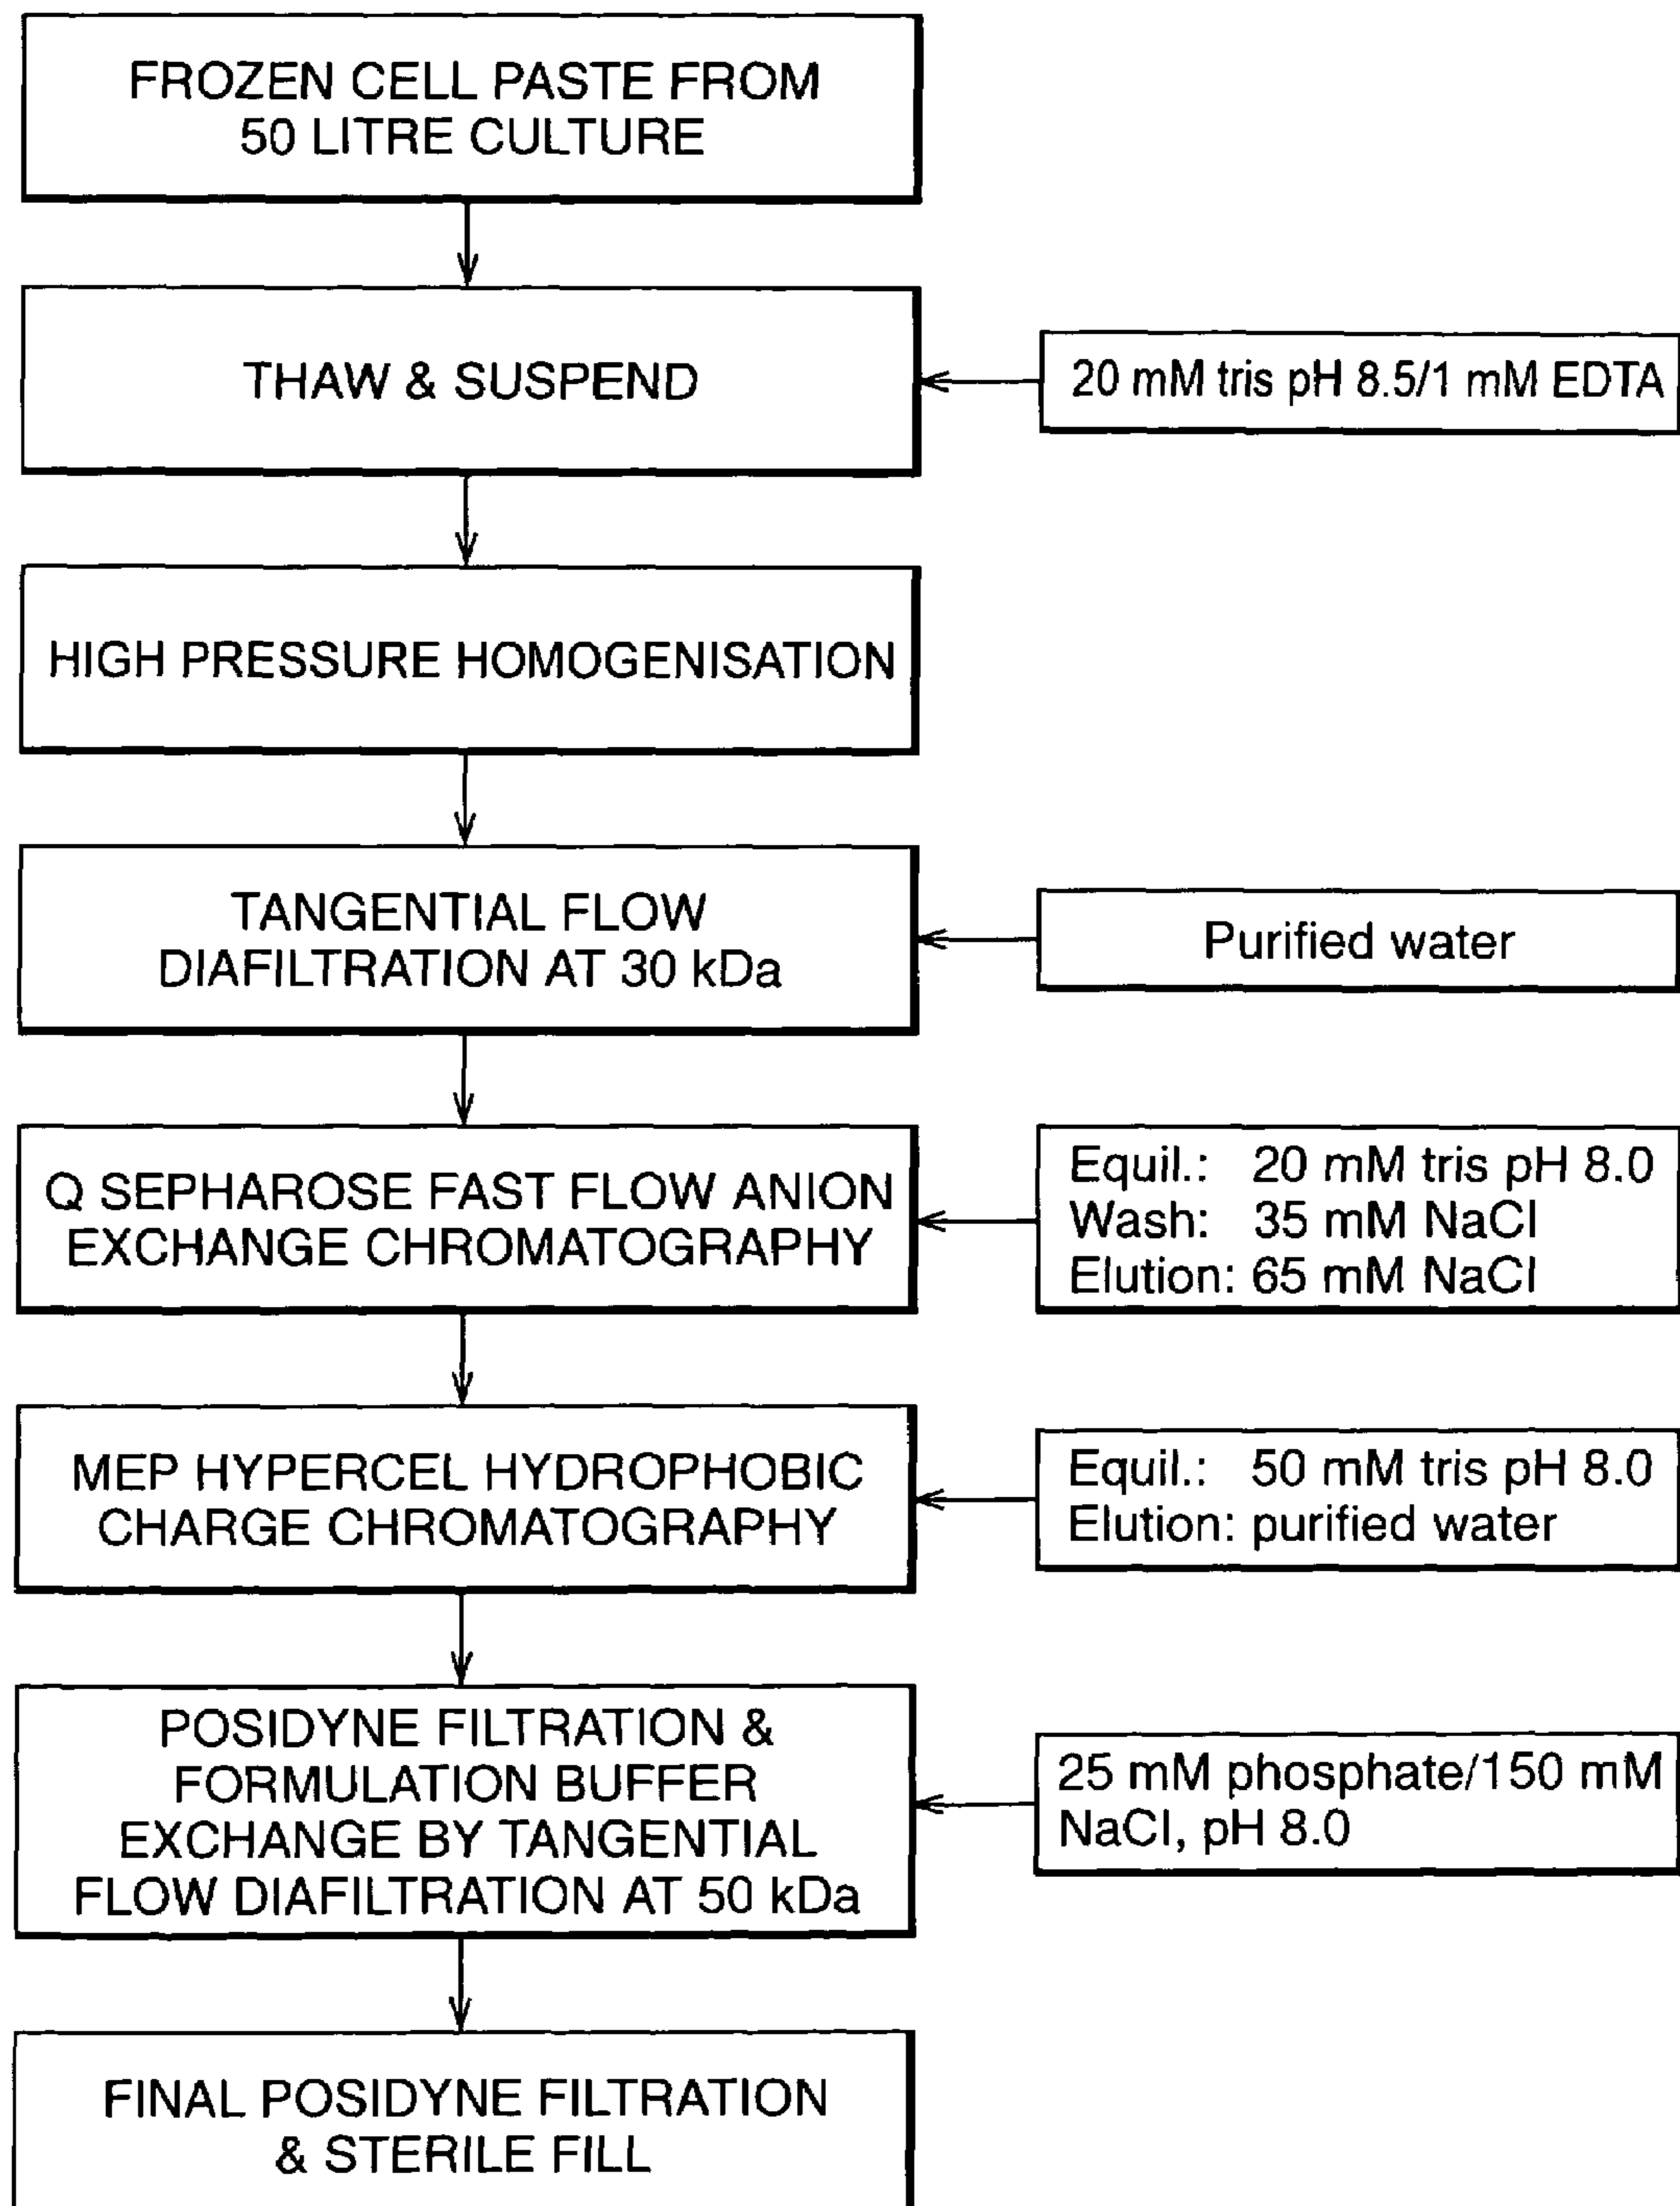 FROZEN CELL PASTE FROM
50 LITRE CULTURE
THAW & SUSPEND
20 mM tris pH 8.5/1 mM EDTA
HIGH PRESSURE HOMOGENISATION
TANGENTIAL FLOW
DIAFILTRATION AT 30 kDa
Purified water
Q SEPHAROSE FAST FLOW ANION
EXCHANGE CHROMATOGRAPHY
Equil.: 20 mM tris pH 8.0
Wash: 35 mM NaCl
Elution: 65 mM NaCl
MEP HYPERCEL HYDROPHOBIC
CHARGE CHROMATOGRAPHY
Equil.: 50 mM tris pH 8.0
Elution: purified water
POSIDYNE FILTRATION &
FORMULATION BUFFER
EXCHANGE BY TANGENTIAL
FLOW DIAFILTRATION AT 50 kDa
25 mM phosphate/150 mM
NaCl, pH 8.0
FINAL POSIDYNE FILTRATION
& STERILE FILL